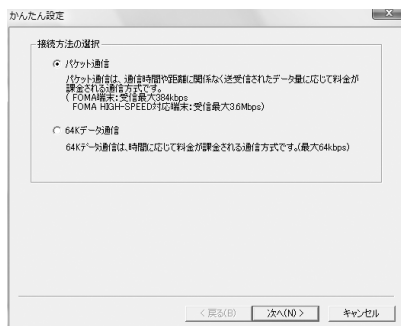 かんたん設定
接続方法の選択
パケット通信
パケット通信は、通信時間や距離に関係なく送受信されたデータ量に応じて料金が
課金される通信方式です。
( FOMA端末:受信最大384kbps
FOMA HIGH-SPEED対応端末:受信最大3.6Mbps)
64Kデータ通信
64Kデータ通信は、時間に応じて料金が課金される通信方式です。(最大64kbps)
< 戻る(B)
次へ(N) >
キャンセル